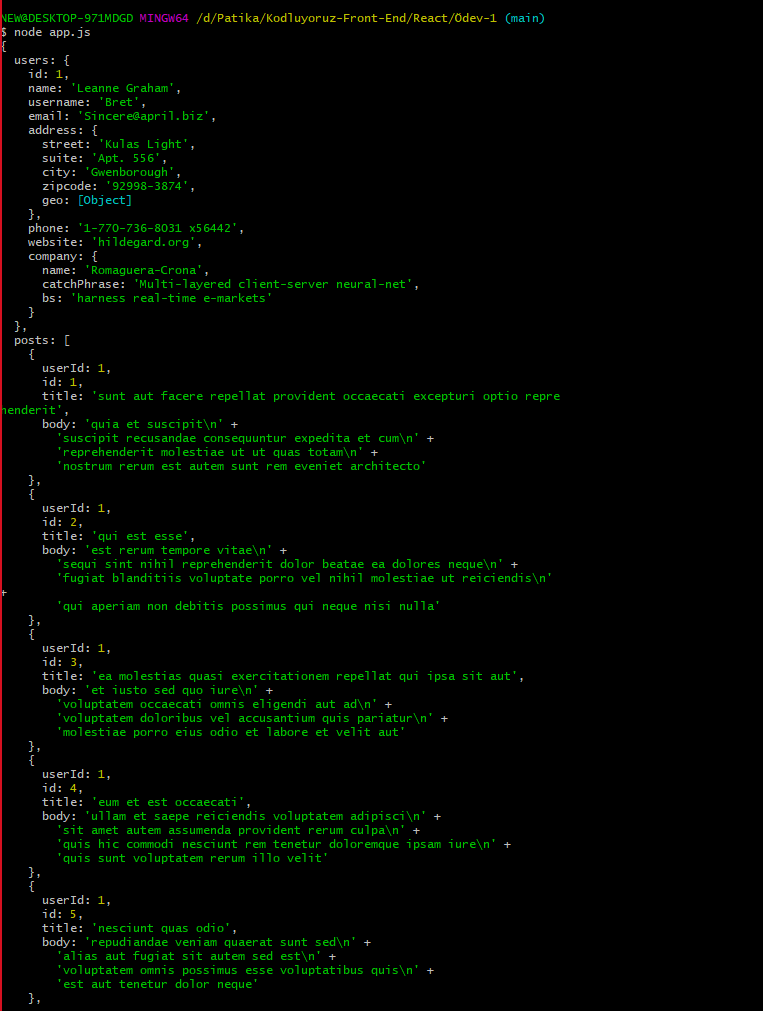 NEW@DESKTOP-971MDGD MINGW64 /d/Patika/Kodluyoruz-Front-End/React/Ödev-1 (main)
$ node app.js
{
  users: {
    id: 1,
    name: 'Leanne Graham',
    username: 'Bret',
    email: 'Sincere@april.biz',
    address: {
      street: 'Kulas Light',
      suite: 'Apt. 556',
      city: 'Gwenborough',
      zipcode: '92998-3874',
      geo: [Object]
    },
    phone: '1-770-736-8031 x56442',
    website: 'hildegard.org',
    company: {
      name: 'Romaguera-Crona',
      catchPhrase: 'Multi-layered client-server neural-net',
      bs: 'harness real-time e-markets'
    }
  },
  posts: [
    {
      userId: 1,
      id: 1,
      title: 'sunt aut facere repellat provident occaecati excepturi optio repre
henderit',
      body: 'quia et suscipit\n' +
        'suscipit recusandae consequuntur expedita et cum\n' +
        'reprehenderit molestiae ut ut quas totam\n' +
        'nostrum rerum est autem sunt rem eveniet architecto'
    },
    {
      userId: 1,
      id: 2,
      title: 'qui est esse',
      body: 'est rerum tempore vitae\n' +
        'sequi sint nihil reprehenderit dolor beatae ea dolores neque\n' +
        'fugiat blanditiis voluptate porro vel nihil molestiae ut reiciendis\n'
+
        'qui aperiam non debitis possimus qui neque nisi nulla'
    },
    {
      userId: 1,
      id: 3,
      title: 'ea molestias quasi exercitationem repellat qui ipsa sit aut',
      body: 'et iusto sed quo iure\n' +
        'voluptatem occaecati omnis eligendi aut ad\n' +
        'voluptatem doloribus vel accusantium quis pariatur\n' +
        'molestiae porro eius odio et labore et velit aut'
    },
    {
      userId: 1,
      id: 4,
      title: 'eum et est occaecati',
      body: 'ullam et saepe reiciendis voluptatem adipisci\n' +
        'sit amet autem assumenda provident rerum culpa\n' +
        'quis hic commodi nesciunt rem tenetur doloremque ipsam iure\n' +
        'quis sunt voluptatem rerum illo velit'
    },
    {
      userId: 1,
      id: 5,
      title: 'nesciunt quas odio',
      body: 'repudiandae veniam quaerat sunt sed\n' +
        'alias aut fugiat sit autem sed est\n' +
        'voluptatem omnis possimus esse voluptatibus quis\n' +
        'est aut tenetur dolor neque'
    },